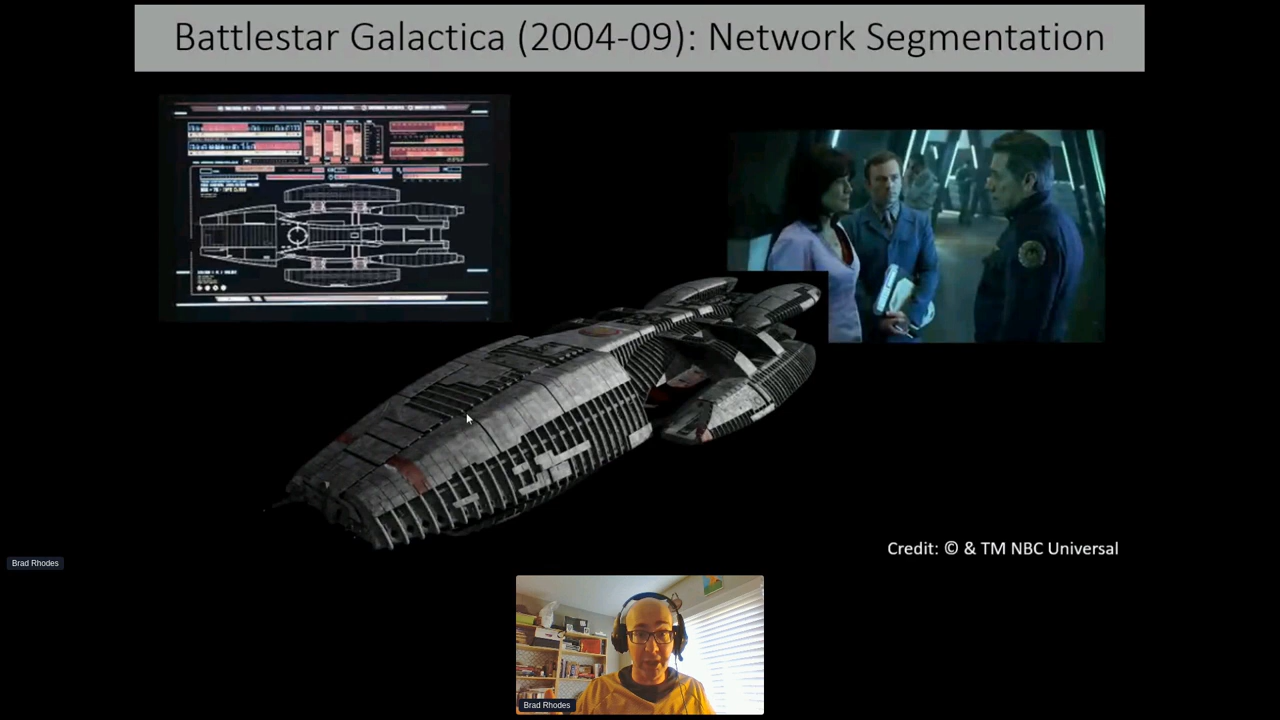 Battlestar Galactica (2004-09): Network Segmentation
Credit: © & TM NBC Universal
Brad Rhodes
Brad Rhodes